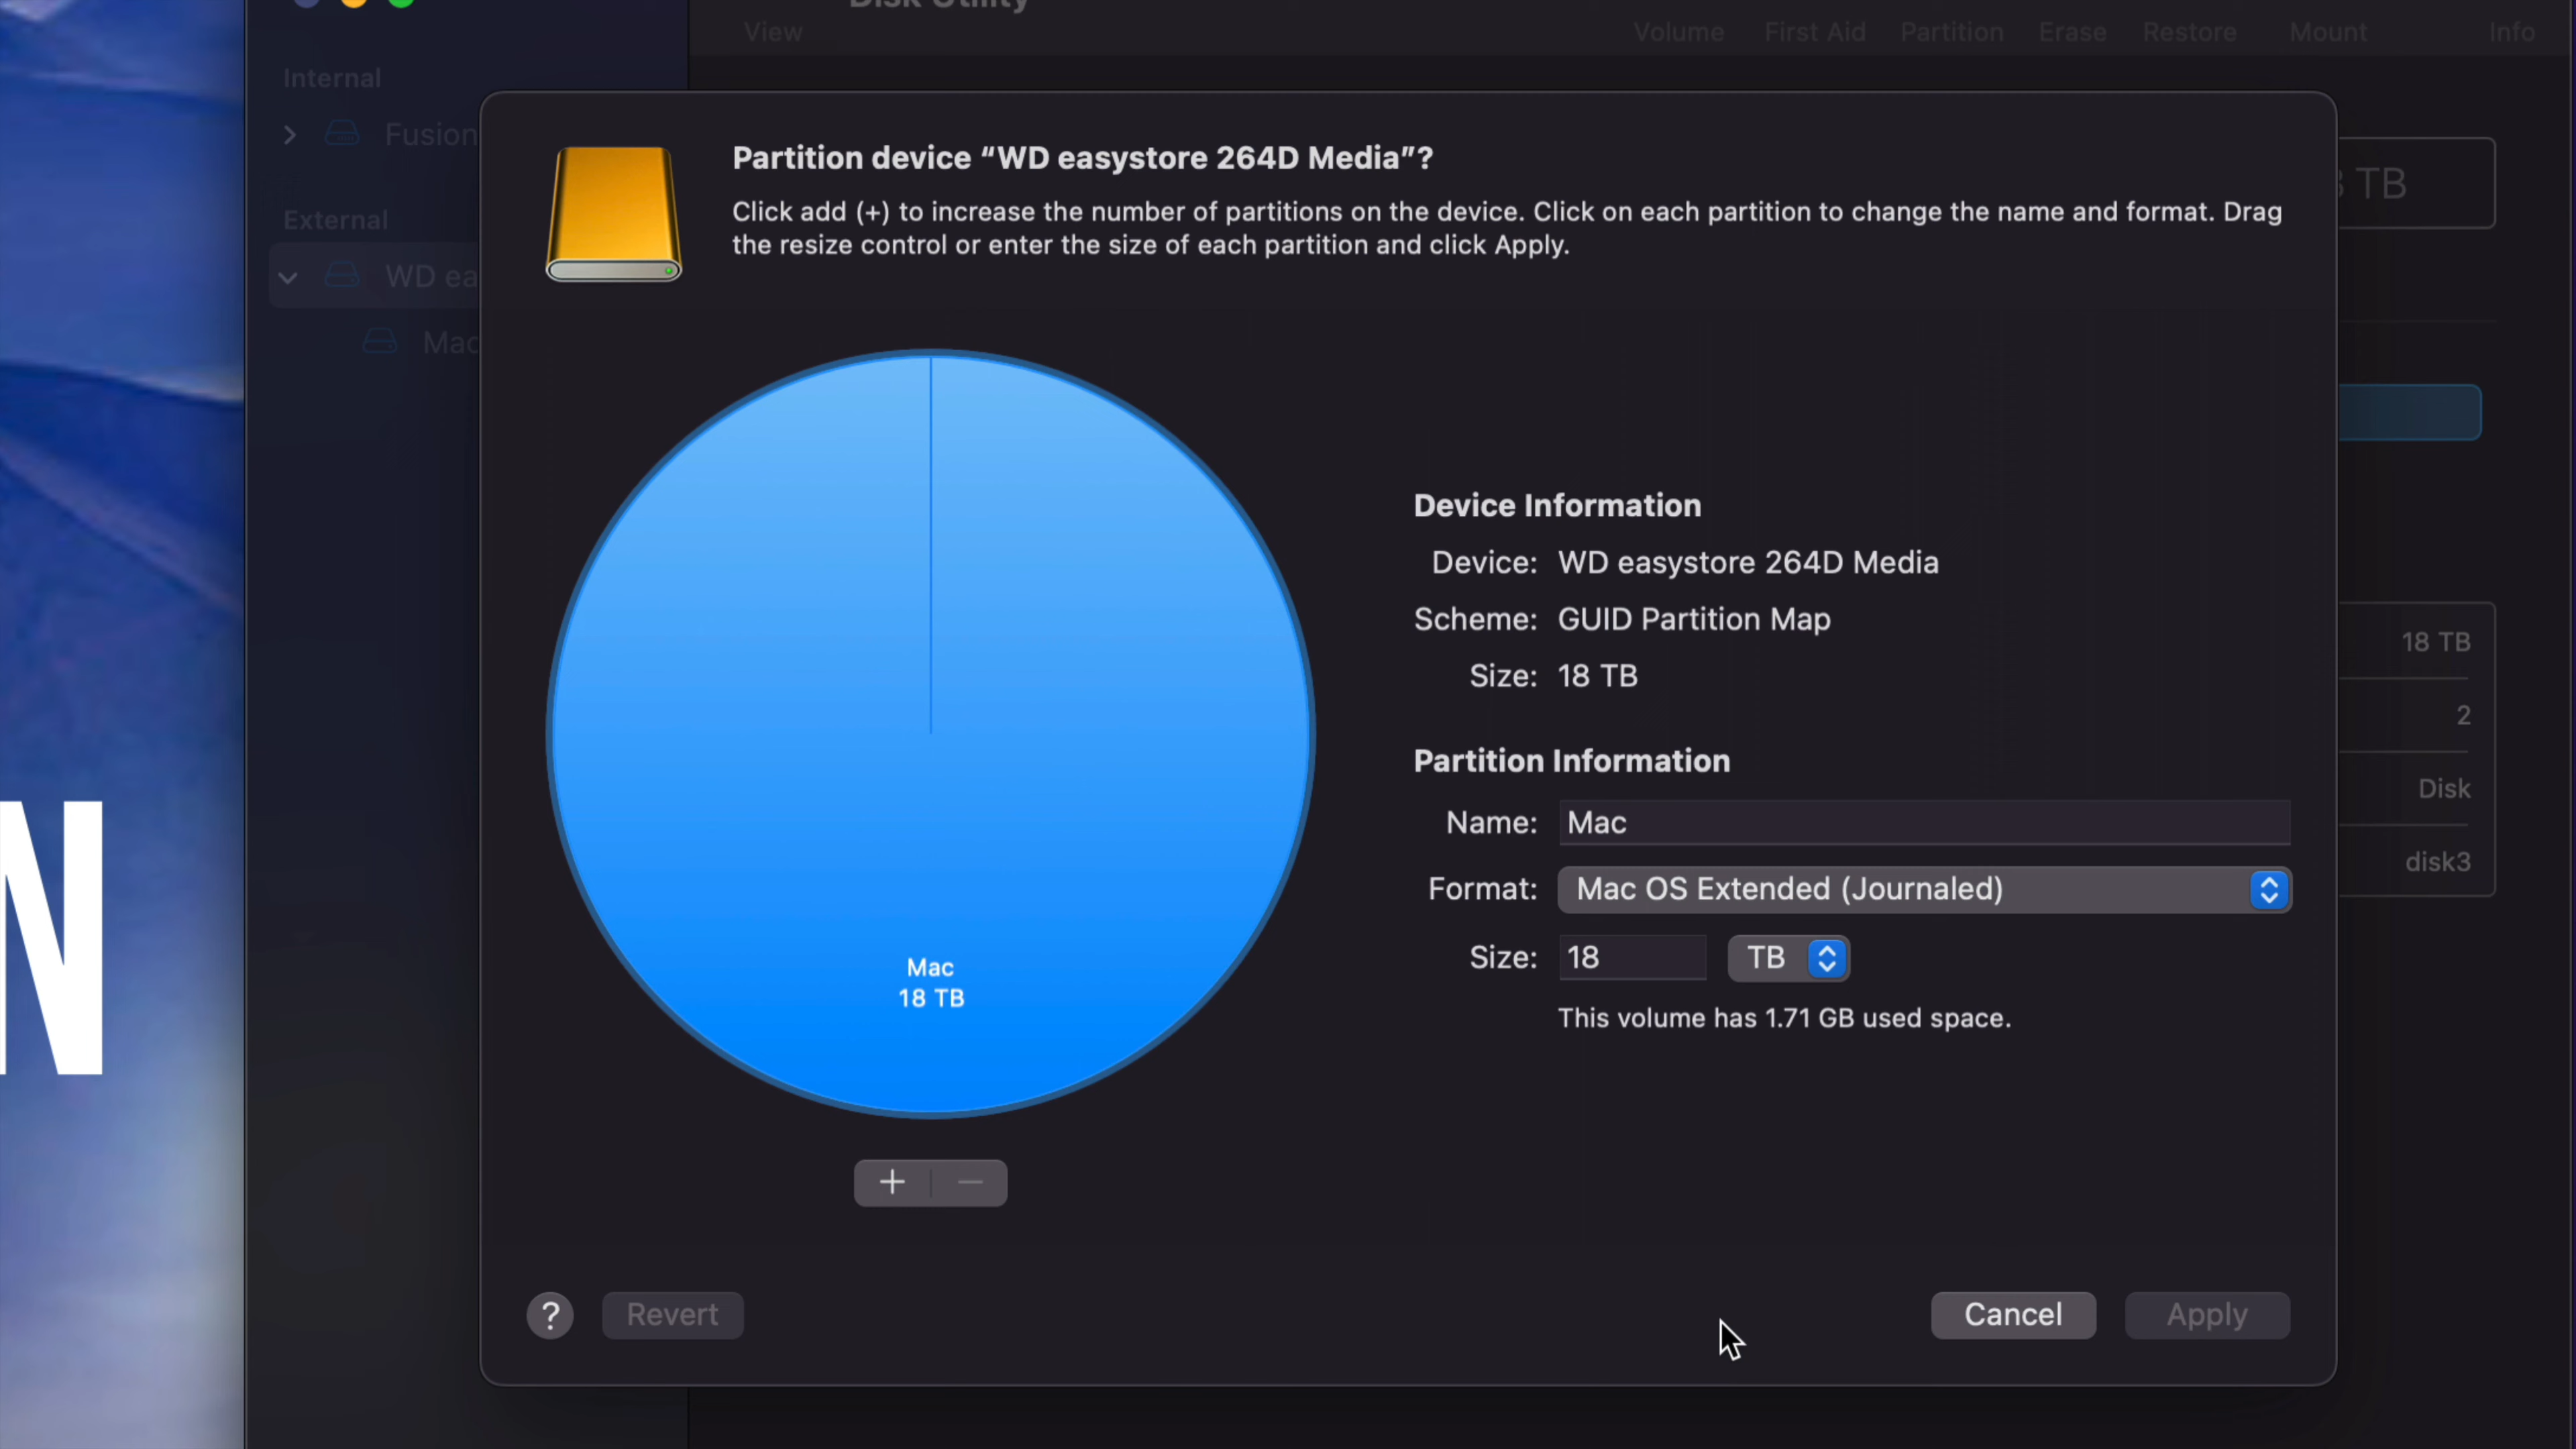 Disk Utility
View
Volume First Aid Partition Erase Restore Mount Info
Internal
Fusion
External
WD ea
Mac
Partition device “WD easystore 264D Media”?
Click add (+) to increase the number of partitions on the device. Click on each partition to change the name and format. Drag
the resize control or enter the size of each partition and click Apply.
TB
Device Information
Device: WD easystore 264D Media
Scheme: GUID Partition Map
Size: 18 TB
Partition Information
Name: Mac
Format: Mac OS Extended (Journaled)
Size: 18 TB
This volume has 1.71 GB used space.
Mac
18 TB
18 TB
2
Disk
disk3
N
+ −
? Revert
Cancel Apply